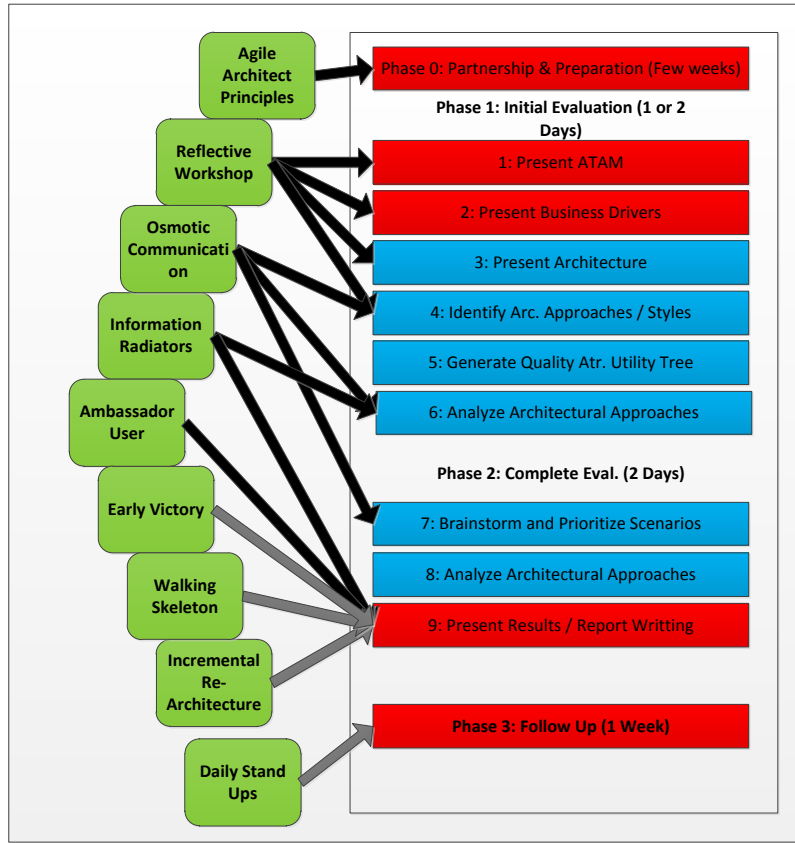 Agile
Architect
Principles
Reflective
Workshop
Osmotic
Communicati
on
Information
Radiators
Ambassador
User
Early Victory
Walking
Skeleton
Incremental
Re-
Architecture
Daily Stand
Ups
Phase 0: Partnership & Preparation (Few weeks)
Phase 1: Initial Evaluation (1 or 2
Days)
1: Present ATAM
2: Present Business Drivers
3: Present Architecture
4: Identify Arc. Approaches / Styles
5: Generate Quality Atr. Utility Tree
6: Analyze Architectural Approaches
Phase 2: Complete Eval. (2 Days)
7: Brainstorm and Prioritize Scenarios
8: Analyze Architectural Approaches
9: Present Results / Report Writting
Phase 3: Follow Up (1 Week)